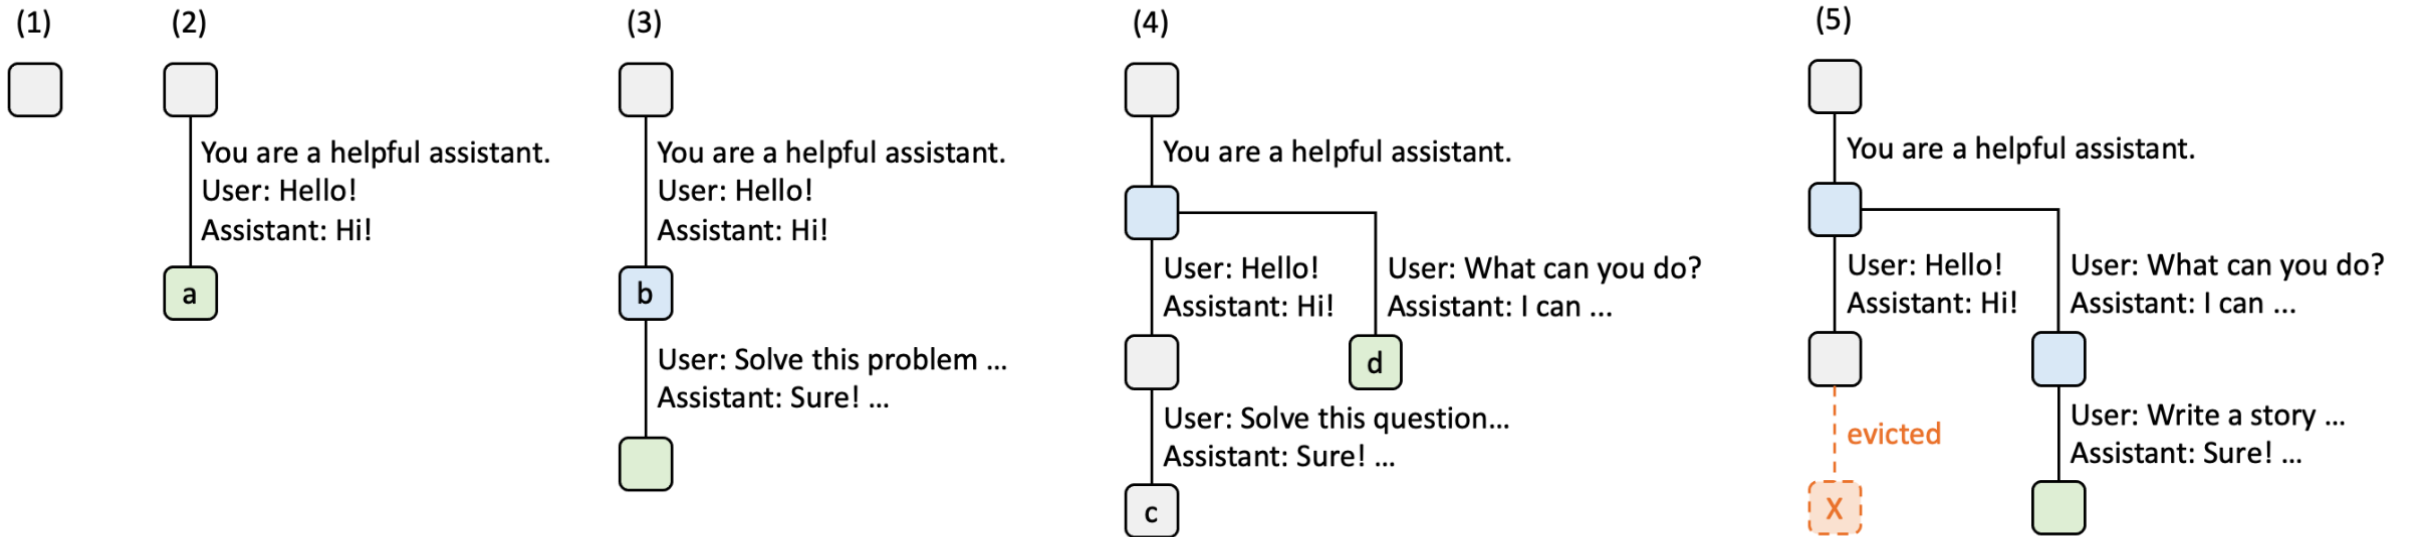 (1)
(2)
You are a helpful assistant.
User: Hello!
Assistant: Hi!
a
(3)
You are a helpful assistant.
User: Hello!
Assistant: Hi!
b
User: Solve this problem ...
Assistant: Sure! ...
(4)
You are a helpful assistant.
User: Hello!
Assistant: Hi!
User: What can you do?
Assistant: I can ...
d
User: Solve this question...
Assistant: Sure! ...
c
(5)
You are a helpful assistant.
User: Hello!
Assistant: Hi!
User: What can you do?
Assistant: I can ...
evicted
X
User: Write a story ...
Assistant: Sure! ...